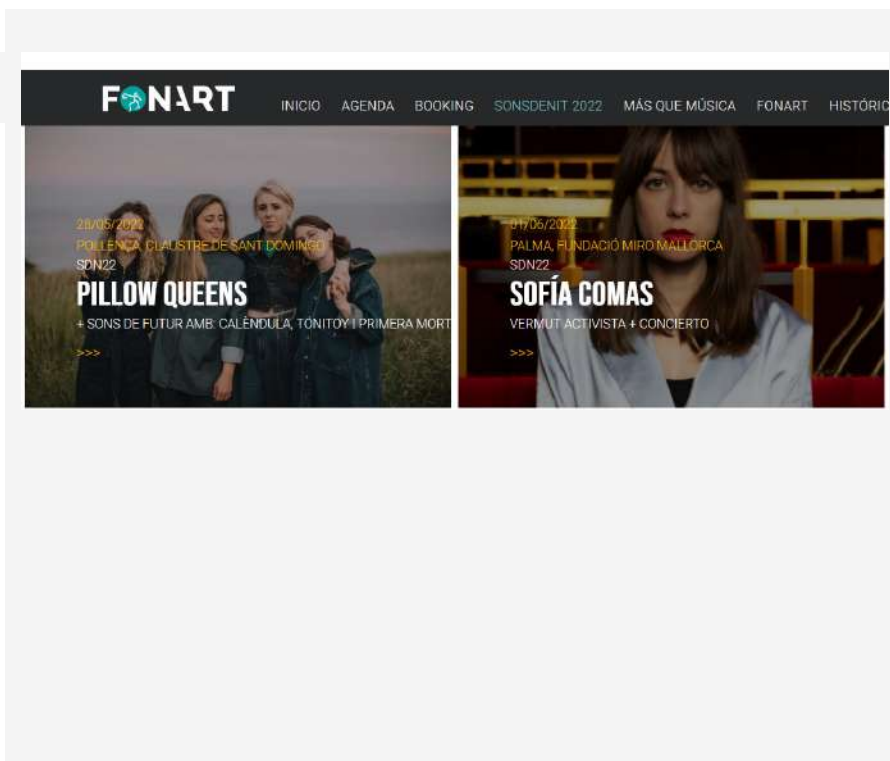 FONART
INICIO AGENDA BOOKING SONSDENIT 2022 MÁS QUE MÚSICA FONART HISTÓRIC
28/05/2022
POLLENÇA, CLAUSTRE DE SANT DOMINGO
SDN22
PILLOW QUEENS
+ SONS DE FUTUR AMB: CALÈNDULA, TÒNITOY I PRIMERA MORT
>>>
01/06/2022
PALMA, FUNDACIÓ MIRO MALLORCA
SDN22
SOFÍA COMAS
VERMUT ACTIVISTA + CONCIERTO
>>>